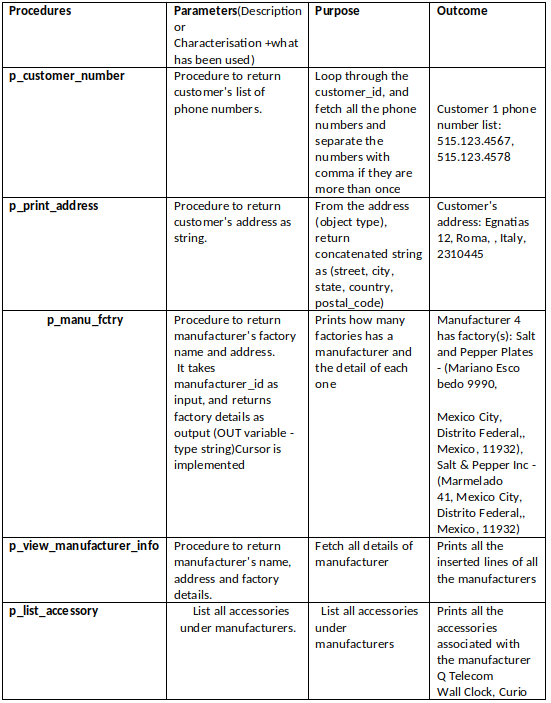 Procedures
Parameters(Description
or
Characterisation +what
has been used)
Purpose
Outcome
p_customer_number
Procedure to return
customer's list of
phone numbers.
Loop through the
customer_id, and
fetch all the phone
numbers and
separate the
numbers with
comma if they are
more than once
Customer 1 phone
number list:
515.123.4567,
515.123.4578
p_print_address
Procedure to return
customer's address as
string.
From the address
(object type),
return
concatenated string
as (street, city,
state, country,
postal_code)
Customer's
address: Egnatias
12, Roma, , Italy,
2310445
p_manu_fctry
Procedure to return
manufacturer's factory
name and address.
It takes
manufacturer_id as
input, and returns
factory details as
output (OUT variable -
type string)Cursor is
implemented
Prints how many
factories has a
manufacturer and
the detail of each
one
Manufacturer 4
has factory(s): Salt
and Pepper Plates
- (Mariano Esco
bedo 9990,
Mexico City,
Distrito Federal,,
Mexico, 11932),
Salt & Pepper Inc -
(Marmelado
41, Mexico City,
Distrito Federal,,
Mexico, 11932)
p_view_manufacturer_info
Procedure to return
manufacturer's name,
address and factory
details.
Fetch all details of
manufacturer
Prints all the
inserted lines of all
the manufacturers
p_list_accessory
List all accessories
under manufacturers.
List all accessories
under
manufacturers
Prints all the
accessories
associated with
the manufacturer
Q Telecom
Wall Clock, Curio